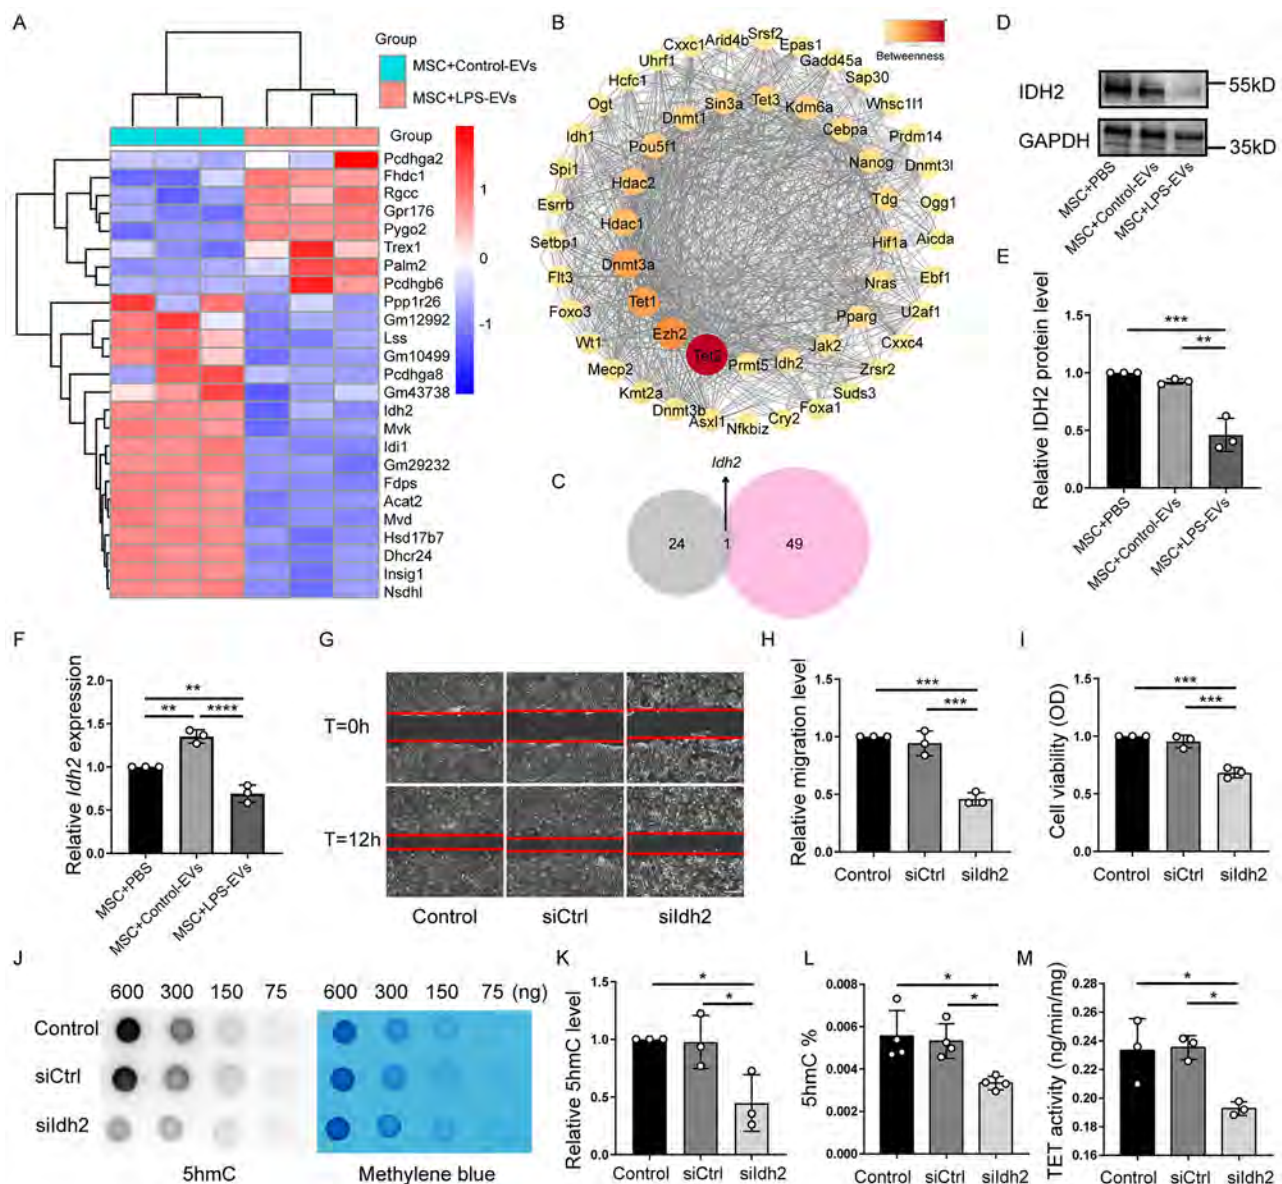 A
Group
MSC+Control-EVs
MSC+LPS-EVs
Group
Pcdhga2
Fhdc1
Rgcc
Gpr176
Pygo2
Trex1
Palm2
Pcdhgb6
Ppp1r26
Gm12992
Lss
Gm10499
Pcdhga8
Gm43738
Idh2
Mvk
Idi1
Gm29232
Fdps
Acat2
Mvd
Hsd17b7
Dhcr24
Insig1
Nsdhl
1
0
-1
B
Betweenness
Srsf2
Arid4b
Epas1
Cxxc1
Gadd45a
Uhrf1
Sap30
Hcfc1
Whsc1l1
Ogt
Prdm14
Idh1
Dnmt3l
Spi1
Ogg1
Esrrb
Aicda
Setbp1
Ebf1
Flt3
U2af1
Foxo3
Cxxc4
Wt1
Zrsr2
Mecp2
Suds3
Kmt2a
Foxa1
Dnmt3b
Cry2
Asxl1
Nfkbiz
Tet3
Sin3a
Kdm6a
Dnmt1
Cebpa
Pou5f1
Nanog
Hdac2
Tdg
Hdac1
Hif1a
Dnmt3a
Nras
Tet1
Pparg
Ezh2
Jak2
Tet2
Prmt5
Idh2
C
Idh2
24
1
49
D
IDH2
55kD
GAPDH
35kD
MSC+PBS
MSC+Control-EVs
MSC+LPS-EVs
E
Relative IDH2 protein level
1.5
1.0
0.5
0.0
***
**
MSC+PBS
MSC+Control-EVs
MSC+LPS-EVs
F
Relative Idh2 expression
2.0
1.5
1.0
0.5
0.0
**
** ****
MSC+PBS
MSC+Control-EVs
MSC+LPS-EVs
G
T=0h
T=12h
Control siCtrl siIdh2
H
Relative migration level
1.5
1.0
0.5
0.0
***
***
Control siCtrl siIdh2
I
Cell viability (OD)
1.5
1.0
0.5
0.0
***
***
Control siCtrl siIdh2
J
600 300 150 75 600 300 150 75 (ng)
Control
siCtrl
siIdh2
5hmC Methylene blue
K
Relative 5hmC level
1.5
1.0
0.5
0.0
*
*
Control siCtrl siIdh2
L
5hmC %
0.008
0.006
0.004
0.002
0.000
*
*
Control siCtrl siIdh2
M
TET activity (ng/min/mg)
0.28
0.26
0.24
0.22
0.20
0.18
0.16
*
*
Control siCtrl siIdh2